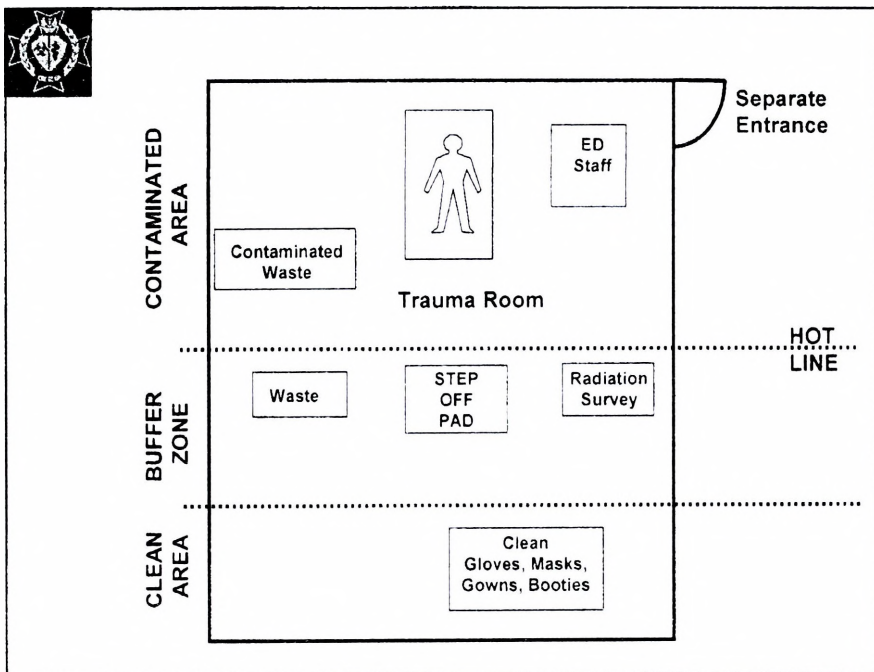 Separate
Entrance
CONTAMINATED
AREA
ED
Staff
Contaminated
Waste
Trauma Room
HOT
LINE
BUFFER
ZONE
Waste
STEP
OFF
PAD
Radiation
Survey
CLEAN
AREA
Clean
Gloves, Masks,
Gowns, Booties